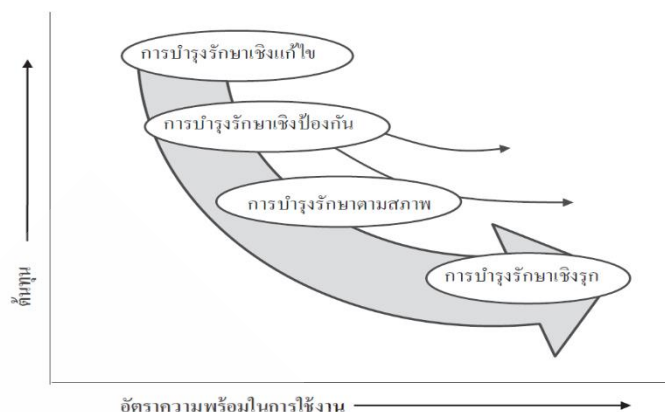 การบำรุงรักษาเชิงแก้ไข
การบำรุงรักษาเชิงป้องกัน
การบำรุงรักษาตามสภาพ
การบำรุงรักษาเชิงรุก
ต้นทุน
อัตราความพร้อมในการใช้งาน